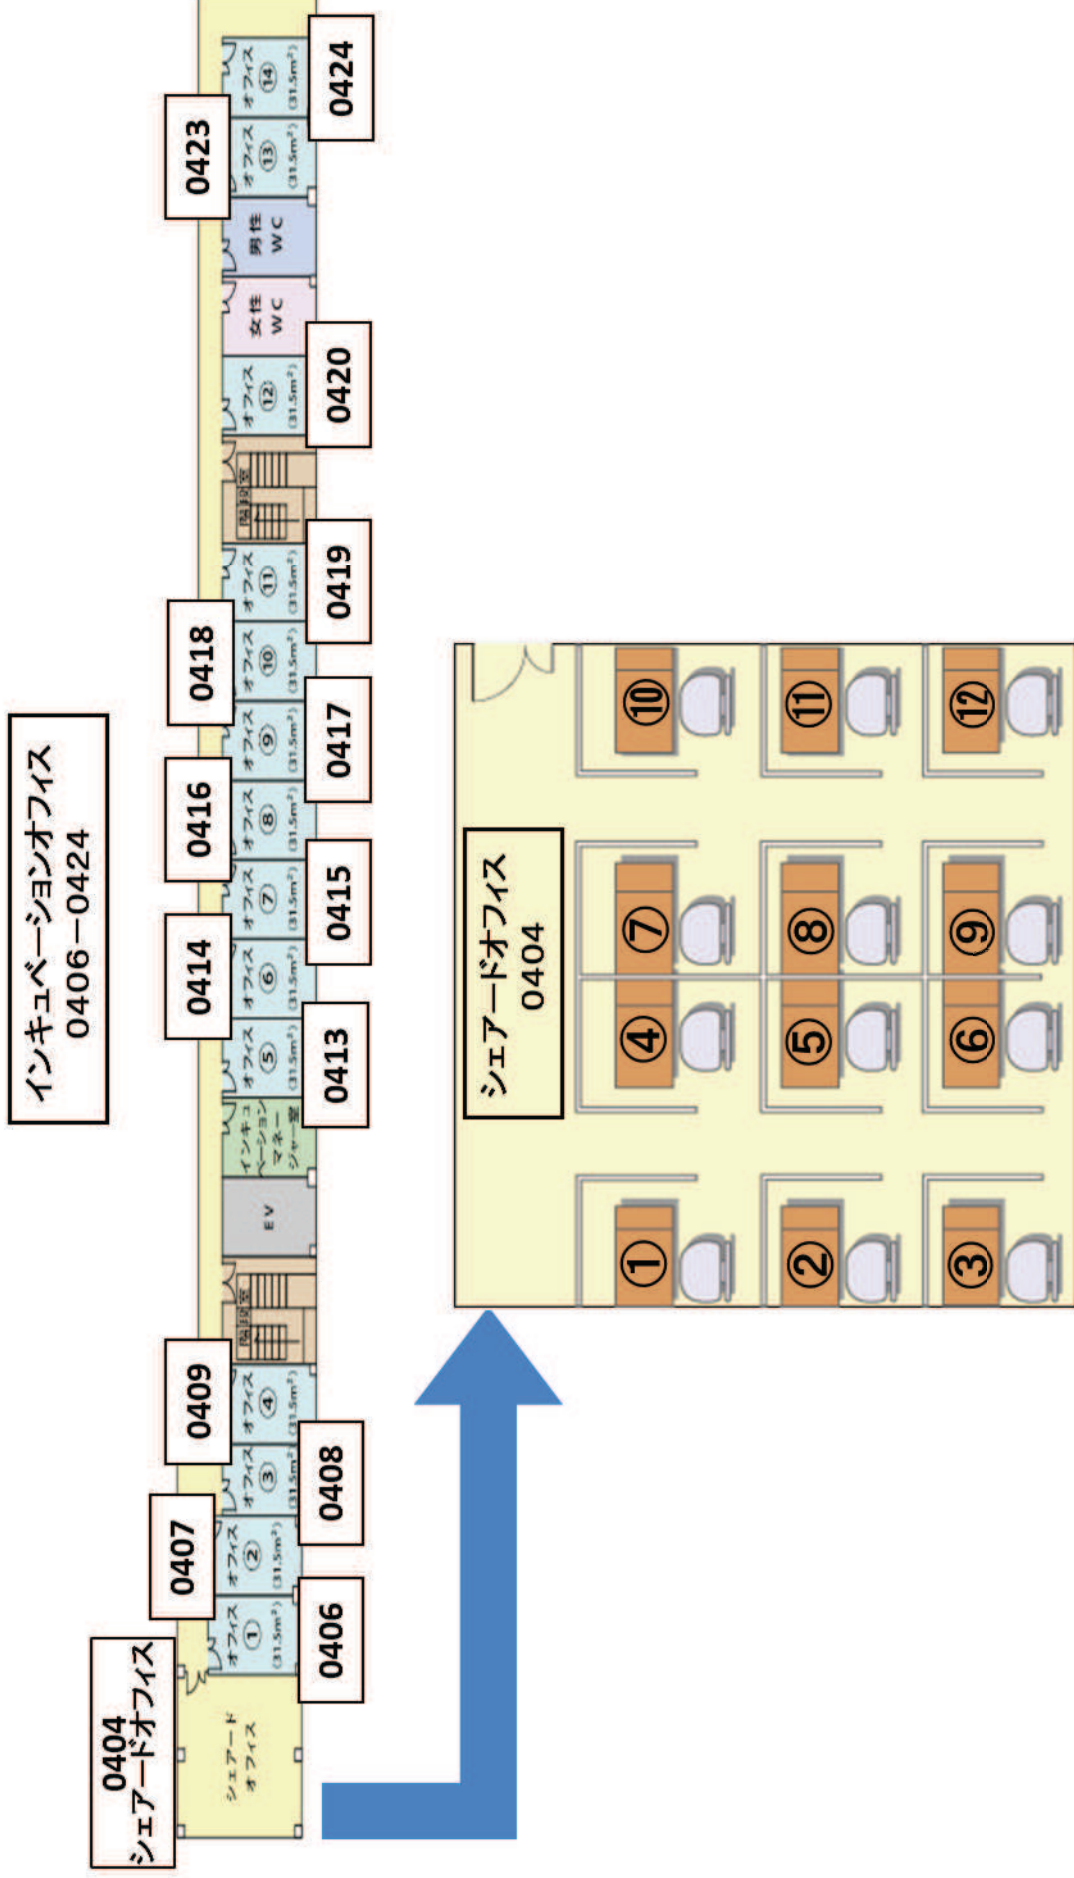 インキュベーションオフィス
0406－0424
0404
シェアードオフィス
0407
0409
0414
0416
0418
0423
シェアード
オフィス
オフィス
①
(31.5m²)
オフィス
②
(31.5m²)
オフィス
③
(31.5m²)
オフィス
④
(31.5m²)
階段室
EV
インキュ
ベーション
マネー
ジャー室
オフィス
⑤
(31.5m²)
オフィス
⑥
(31.5m²)
オフィス
⑦
(31.5m²)
オフィス
⑧
(31.5m²)
オフィス
⑨
(31.5m²)
オフィス
⑩
(31.5m²)
オフィス
⑪
(31.5m²)
階段室
オフィス
⑫
(31.5m²)
女性
WC
男性
WC
オフィス
⑬
(31.5m²)
オフィス
⑭
(31.5m²)
0406
0408
0413
0415
0417
0419
0420
0424
シェアードオフィス
0404
①
④
⑦
⑩
②
⑤
⑧
⑪
③
⑥
⑨
⑫